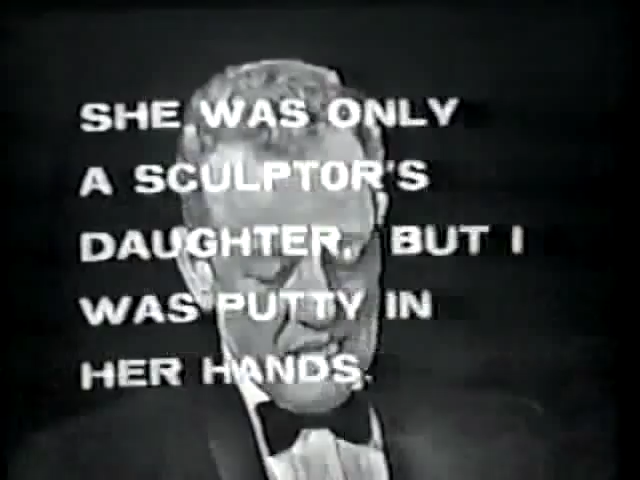 SHE WAS ONLY
A SCULPTOR'S
DAUGHTER, BUT I
WAS PUTTY IN
HER HANDS.